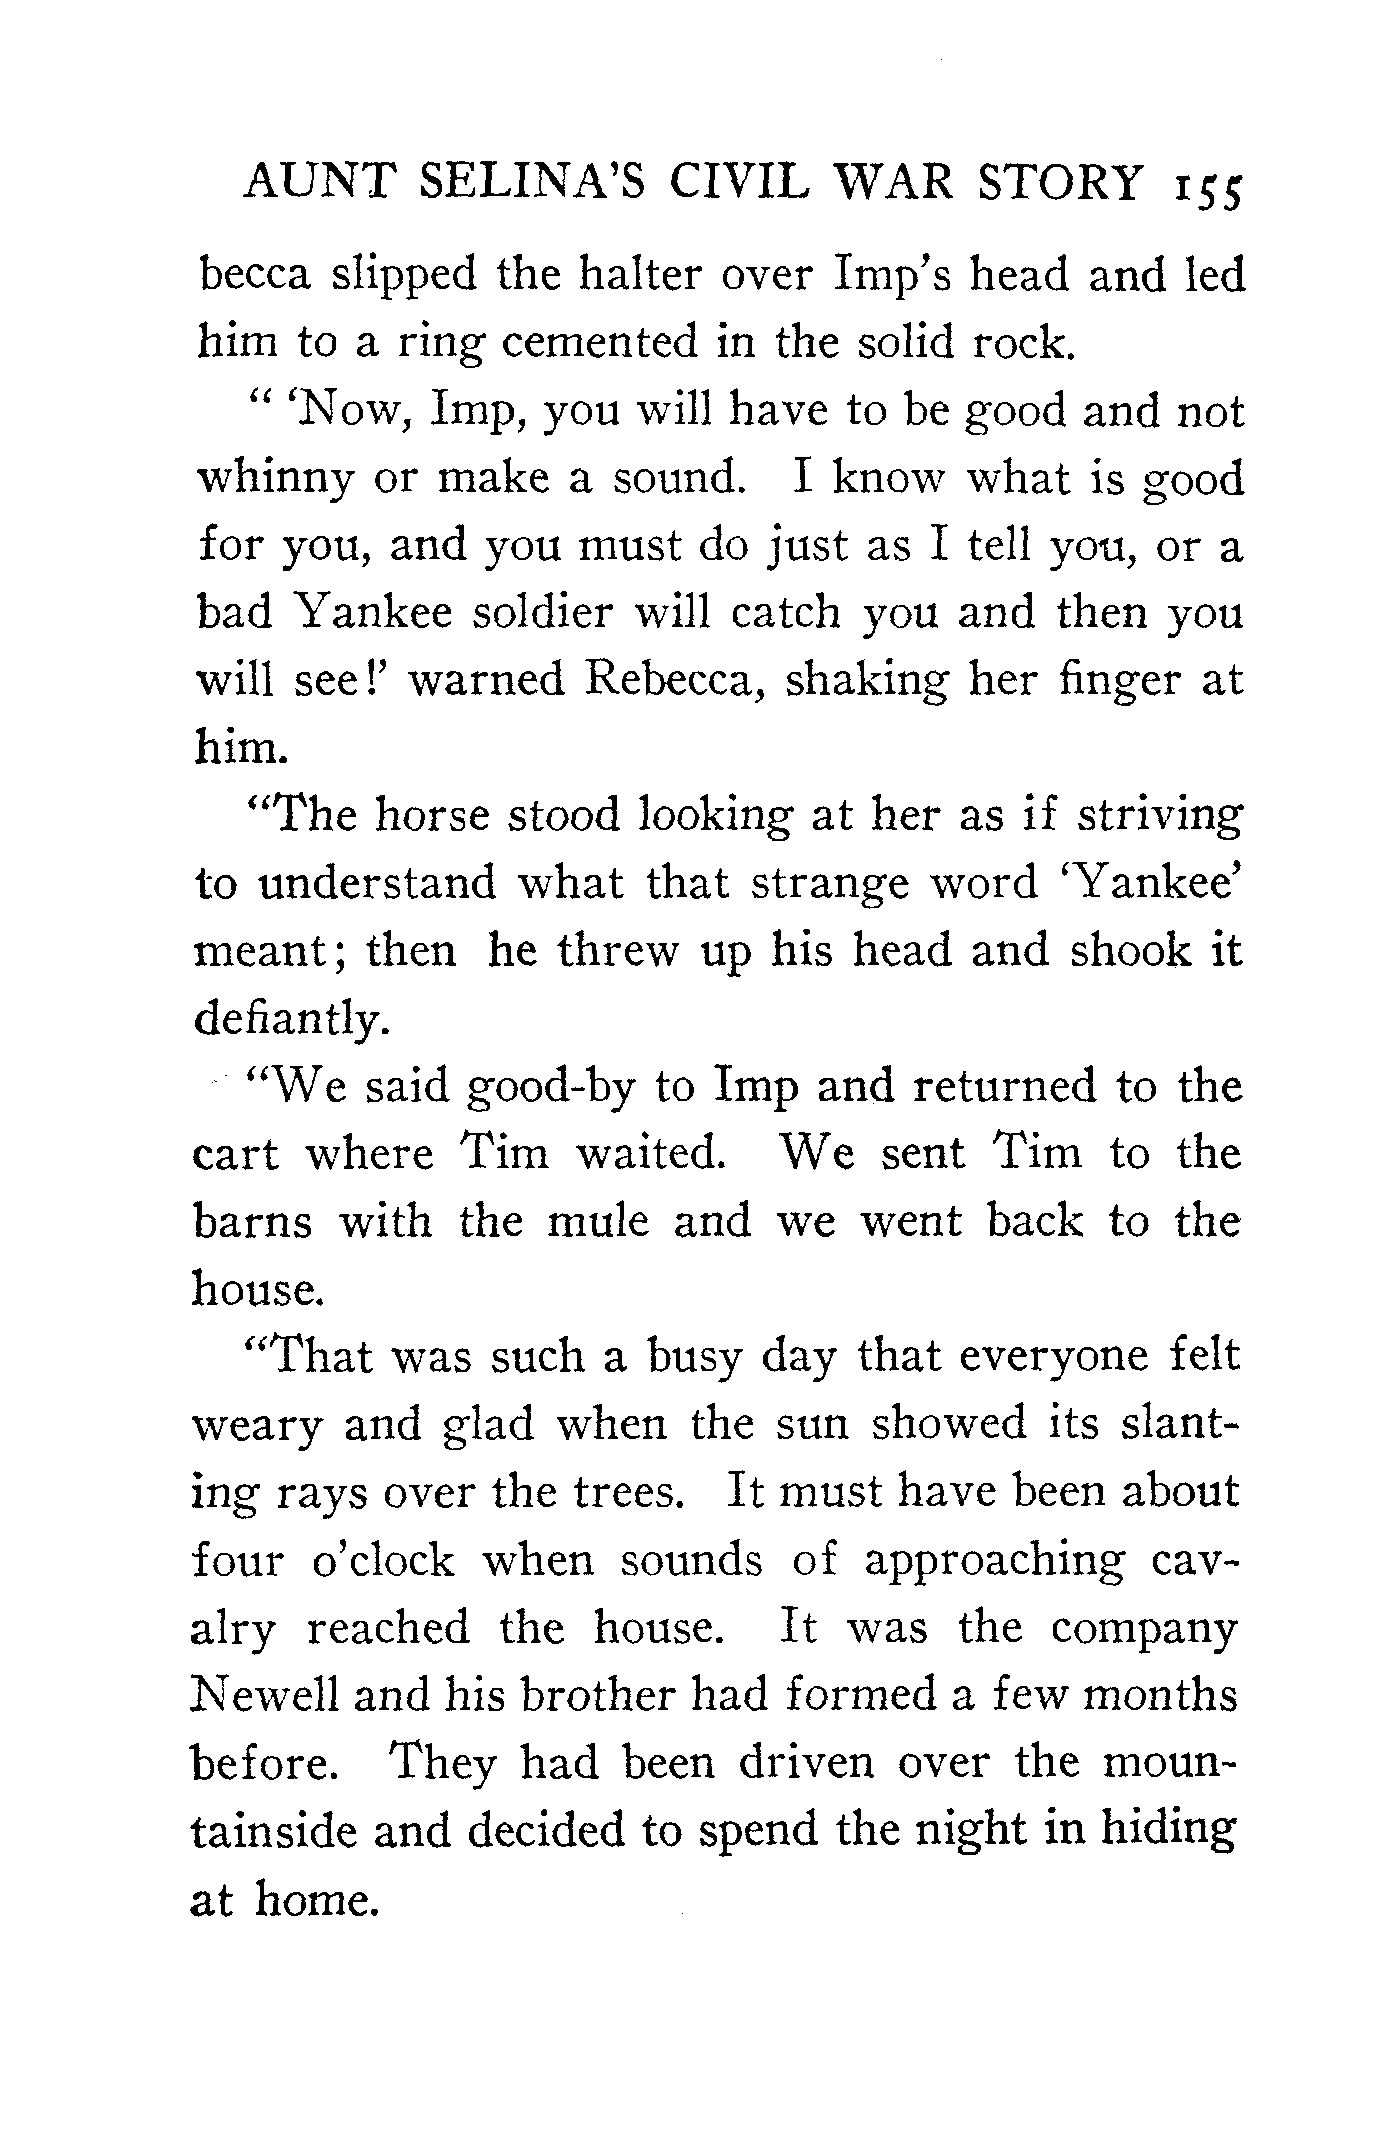 AUNT SELINA'S CIVIL WAR STORY 155
becca slipped the halter over Imp's head and led
him to a ring cemented in the solid rock.
" 'Now, Imp, you will have to be good and not
whinny or make a sound. I know what is good
for you, and you must do just as I tell you, or a
bad Yankee soldier will catch you and then you
will see!' warned Rebecca, shaking her finger at
him.
"The horse stood looking at her as if striving
to understand what that strange word 'Yankee'
meant; then he threw up his head and shook it
defiantly.
"We said good-by to Imp and returned to the
cart where Tim waited. We sent Tim to the
barns with the mule and we went back to the
house.
"That was such a busy day that everyone felt
weary and glad when the sun showed its slant-
ing rays over the trees. It must have been about
four o'clock when sounds of approaching cav-
alry reached the house. It was the company
Newell and his brother had formed a few months
before. They had been driven over the moun-
tainside and decided to spend the night in hiding
at home.